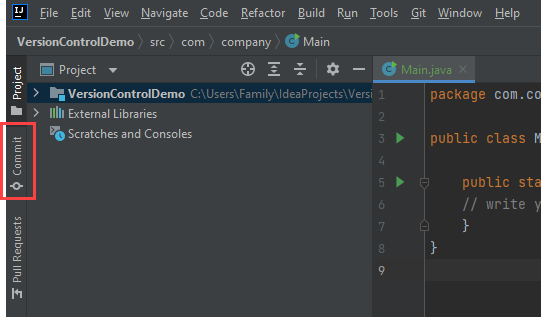 IJ File Edit View Navigate Code Refactor Build Run Tools Git Window Help
VersionControlDemo src com company Main
Project
Commit
Pull Requests
Project
VersionControlDemo C:\Users\Family\IdeaProjects\Versi
External Libraries
Scratches and Consoles
Main.java
1 package com.co
2
3 public class M
4
5 public sta
6 // write y
7 }
8 }
9